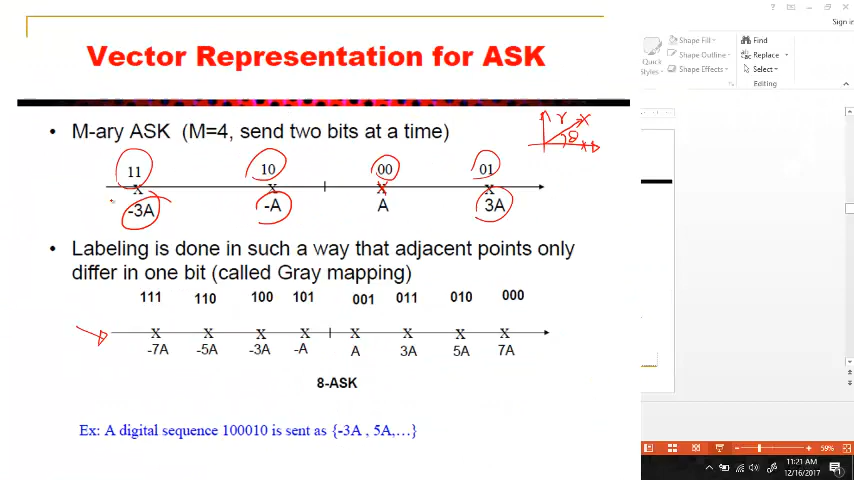 Vector Representation for ASK
• M-ary ASK (M=4, send two bits at a time)
11 10 00 01
X X X X
-3A -A A 3A
• Labeling is done in such a way that adjacent points only
differ in one bit (called Gray mapping)
111 110 100 101 001 011 010 000
X X X X X X X X
-7A -5A -3A -A A 3A 5A 7A
8-ASK
Ex: A digital sequence 100010 is sent as {-3A , 5A,…}
Sign in
Shape Fill
Shape Outline
Shape Effects
Quick
Styles
Find
Replace
Select
Editing
59%
11:21 AM
12/16/2017